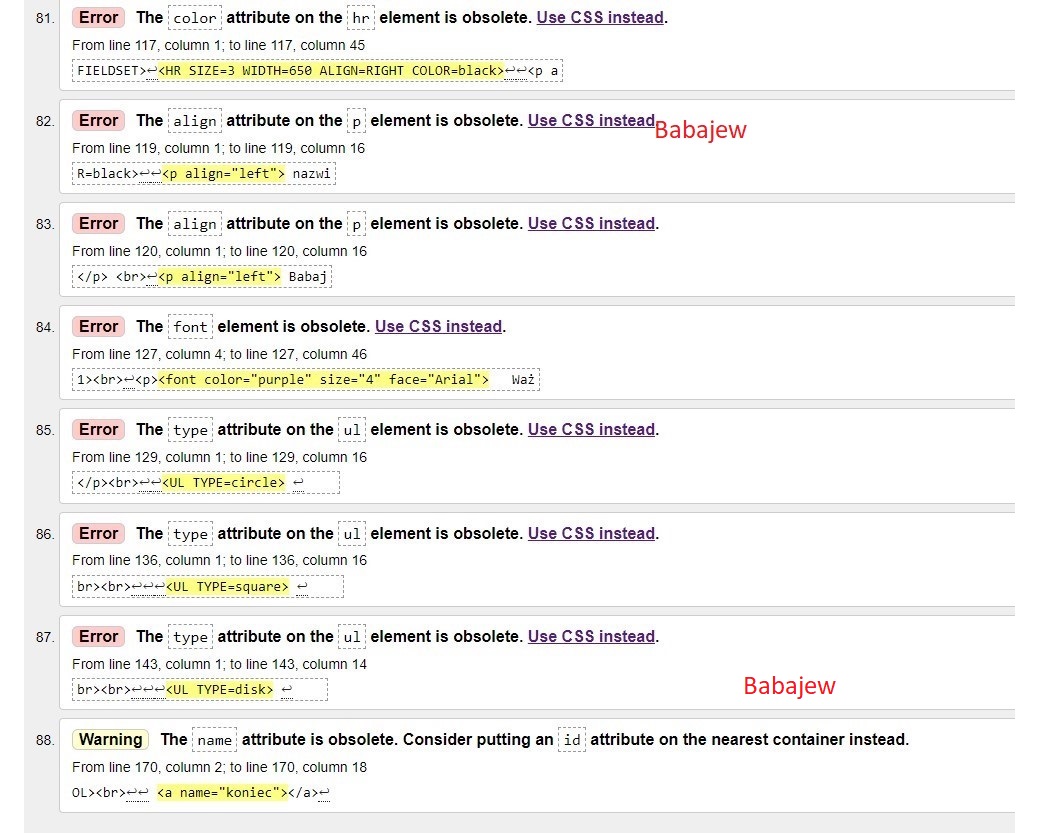 81. Error The color attribute on the hr element is obsolete. Use CSS instead.
From line 117, column 1; to line 117, column 45
FIELDSET>↩<HR SIZE=3 WIDTH=650 ALIGN=RIGHT COLOR=black>↩↩<p a
82. Error The align attribute on the p element is obsolete. Use CSS instead
Babajew
From line 119, column 1; to line 119, column 16
R=black>↩↩<p align="left"> nazwi
83. Error The align attribute on the p element is obsolete. Use CSS instead.
From line 120, column 1; to line 120, column 16
</p> <br>↩<p align="left"> Babaj
84. Error The font element is obsolete. Use CSS instead.
From line 127, column 4; to line 127, column 46
1><br>↩<p><font color="purple" size="4" face="Arial"> Waż
85. Error The type attribute on the ul element is obsolete. Use CSS instead.
From line 129, column 1; to line 129, column 16
</p><br>↩↩<UL TYPE=circle> ↩
86. Error The type attribute on the ul element is obsolete. Use CSS instead.
From line 136, column 1; to line 136, column 16
br><br>↩↩↩<UL TYPE=square> ↩
87. Error The type attribute on the ul element is obsolete. Use CSS instead.
From line 143, column 1; to line 143, column 14
br><br>↩↩↩<UL TYPE=disk> ↩
Babajew
88. Warning The name attribute is obsolete. Consider putting an id attribute on the nearest container instead.
From line 170, column 2; to line 170, column 18
OL><br>↩↩ <a name="koniec"></a>↩